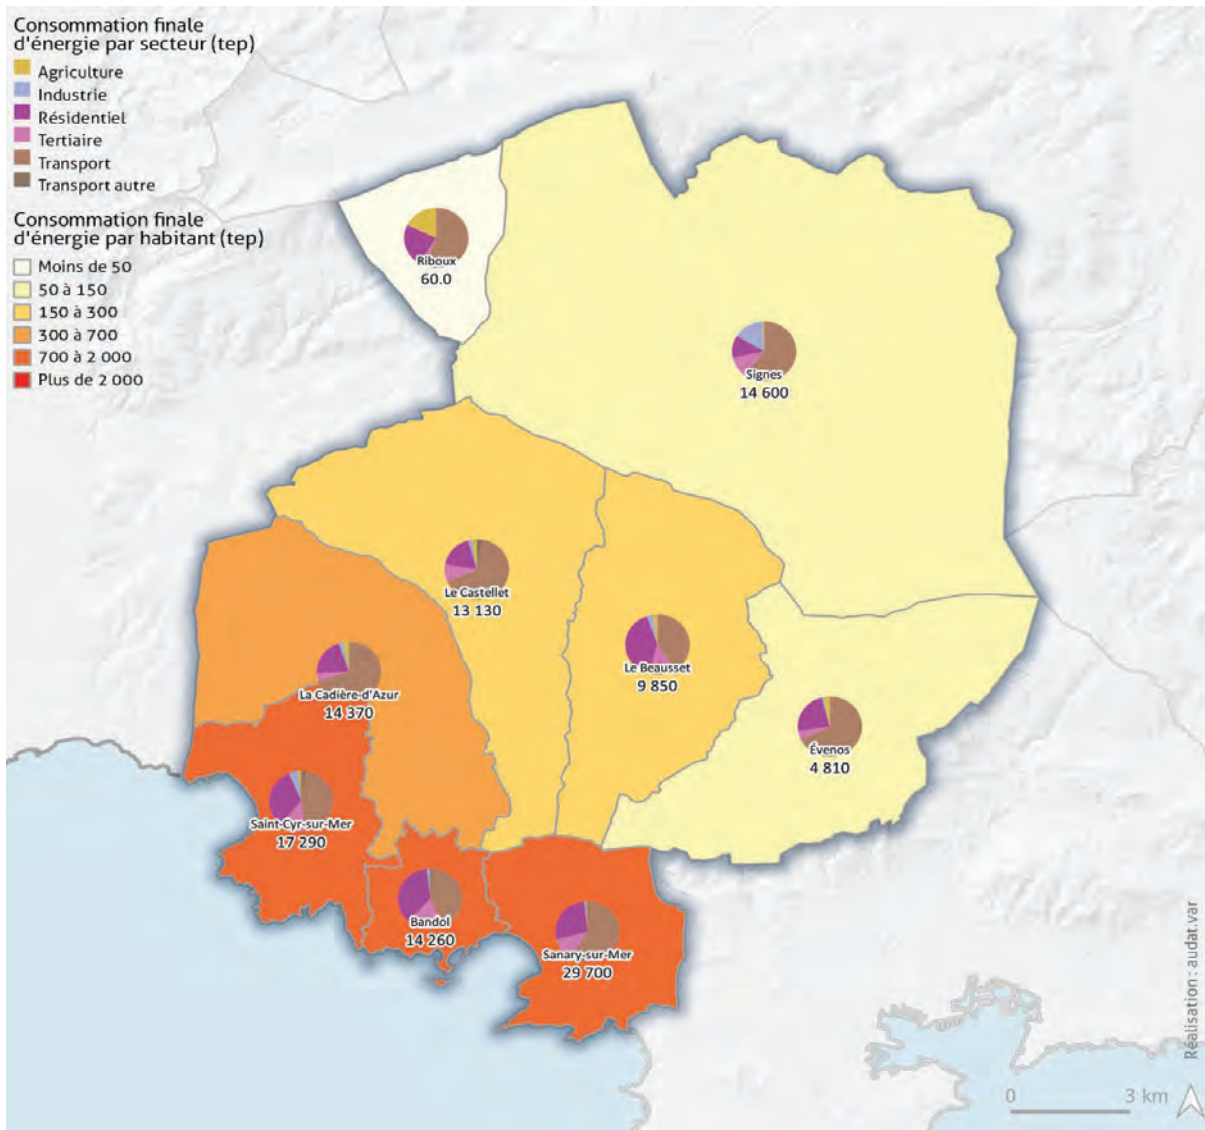 Consommation finale
d'énergie par secteur (tep)
Agriculture
Industrie
Résidentiel
Tertiaire
Transport
Transport autre
Consommation finale
d'énergie par habitant (tep)
Moins de 50
50 à 150
150 à 300
300 à 700
700 à 2 000
Plus de 2 000
Riboux
60.0
Signes
14 600
Le Castellet
13 130
Le Beausset
9 850
La Cadière-d'Azur
14 370
Évenos
4 810
Saint-Cyr-sur-Mer
17 290
Bandol
14 260
Sanary-sur-Mer
29 700
Réalisation : audat.var
0 3 km